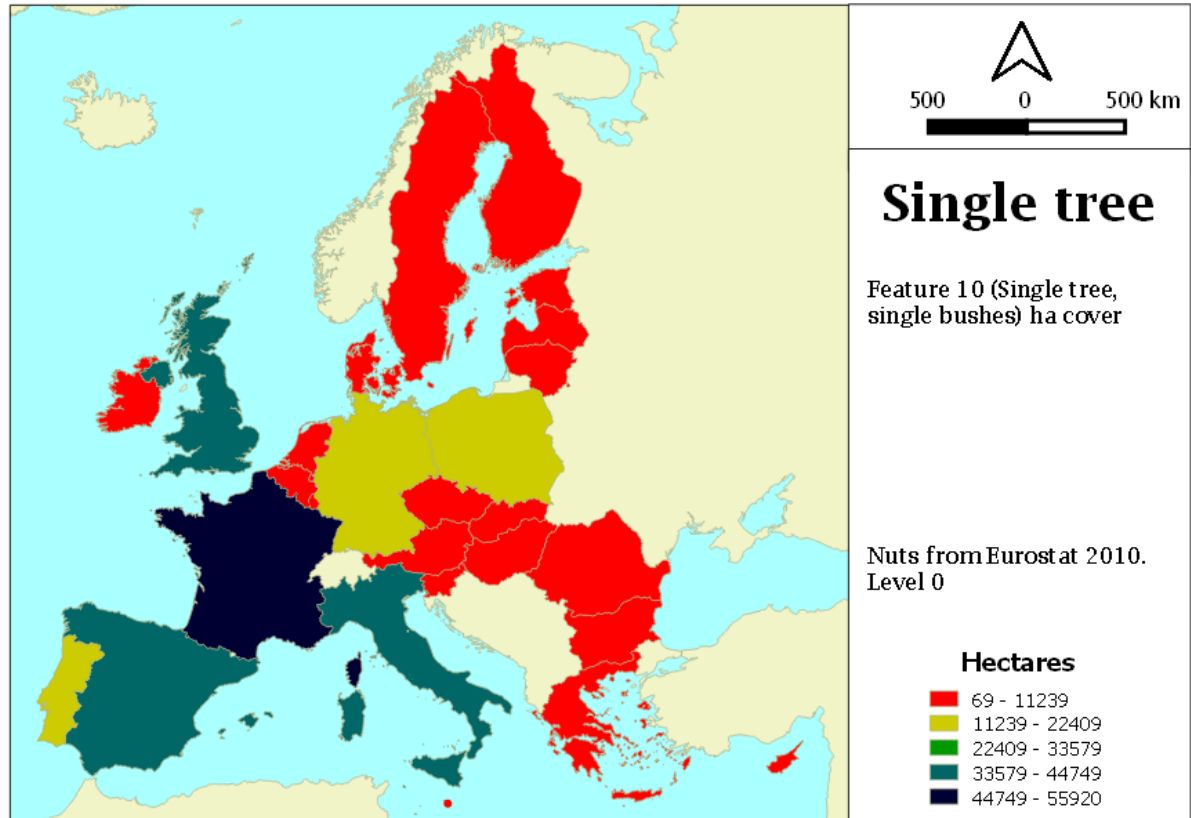 500 0 500 km
Single tree
Feature 10 (Single tree,
single bushes) ha cover
Nuts from Eurostat 2010.
Level 0
Hectares
69 - 11239
11239 - 22409
22409 - 33579
33579 - 44749
44749 - 55920